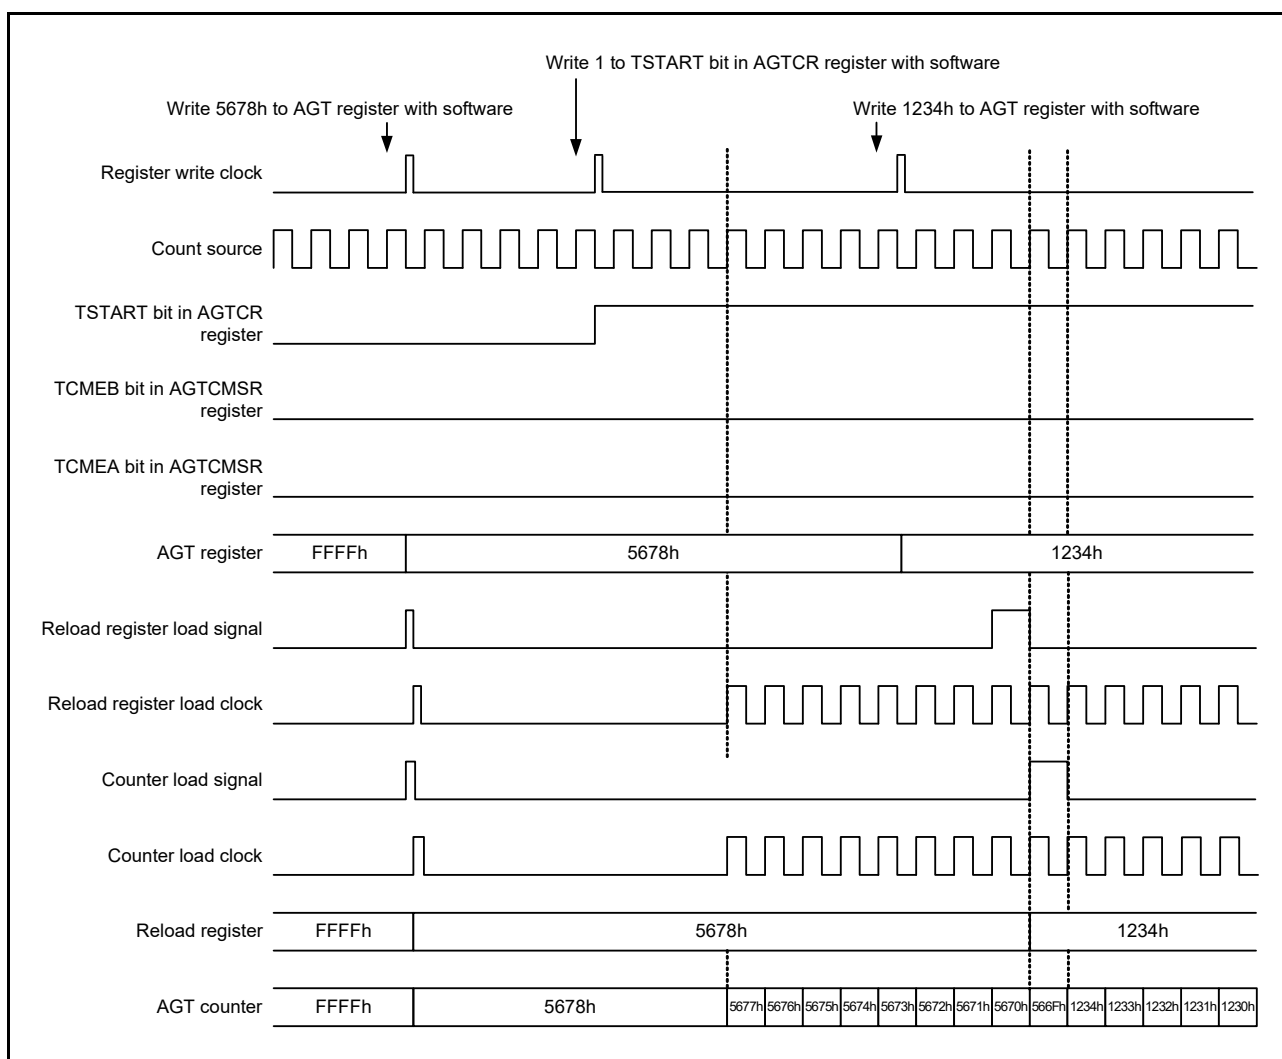 Write 1 to TSTART bit in AGTCR register with software
Write 5678h to AGT register with software
Write 1234h to AGT register with software
Register write clock
Count source
TSTART bit in AGTCR
register
TCMEB bit in AGTCMSR
register
TCMEA bit in AGTCMSR
register
AGT register FFFFh 5678h 1234h
Reload register load signal
Reload register load clock
Counter load signal
Counter load clock
Reload register FFFFh 5678h 1234h
AGT counter FFFFh 5678h 5677h 5676h 5675h 5674h 5673h 5672h 5671h 5670h 566Fh 1234h 1233h 1232h 1231h 1230h